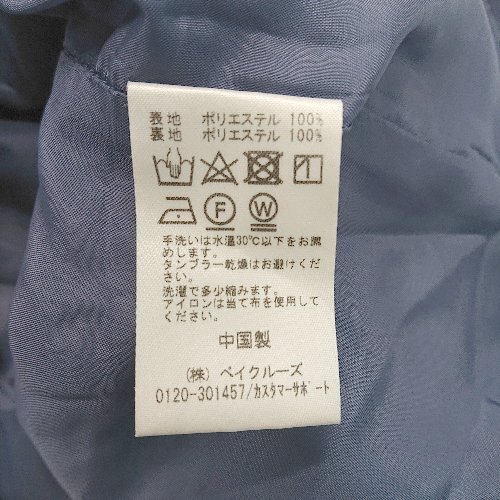 表地 ポリエステル 100%
裏地 ポリエステル 100%
F W
手洗いは水温30℃以下をお薦
めします。
タンブラー乾燥はお避けくだ
さい。
洗濯で多少縮みます。
アイロンは当て布を使用して
ください。
中国製
(株) ベイクルーズ
0120-301457/カスタマーサポート